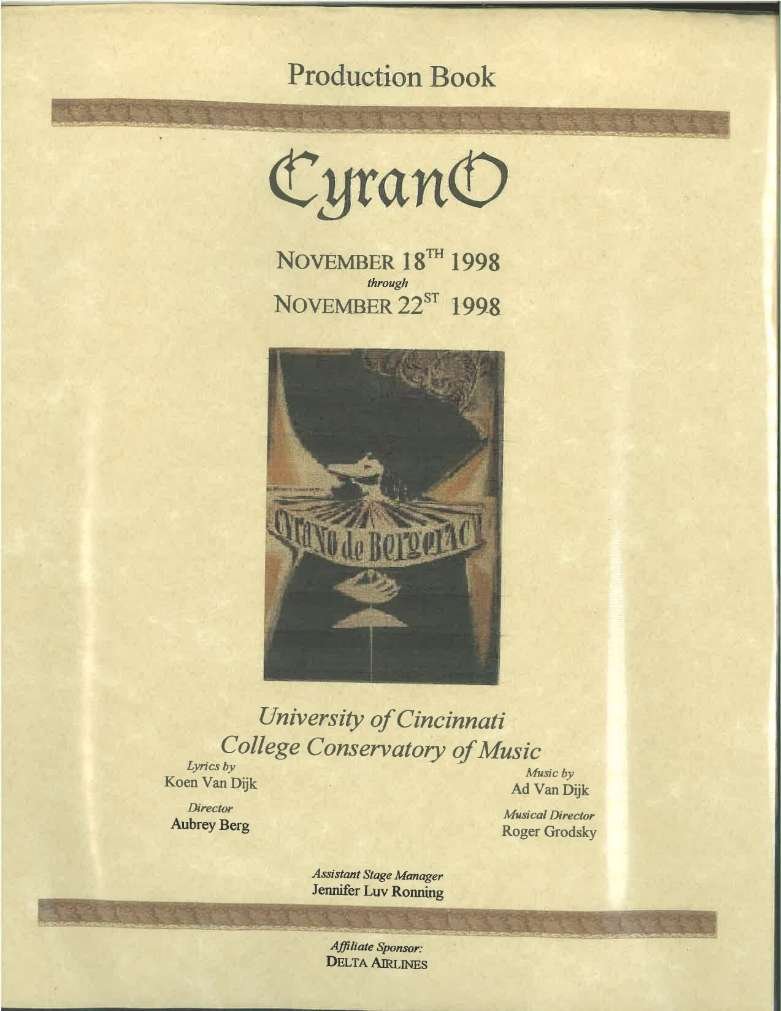 Production Book
CyranO
NOVEMBER 18TH 1998
through
NOVEMBER 22ST 1998
CYRANO de BERGERAC
University of Cincinnati
College Conservatory of Music
Lyrics by
Koen Van Dijk
Music by
Ad Van Dijk
Director
Aubrey Berg
Musical Director
Roger Grodsky
Assistant Stage Manager
Jennifer Luv Ronning
Affiliate Sponsor:
DELTA AIRLINES